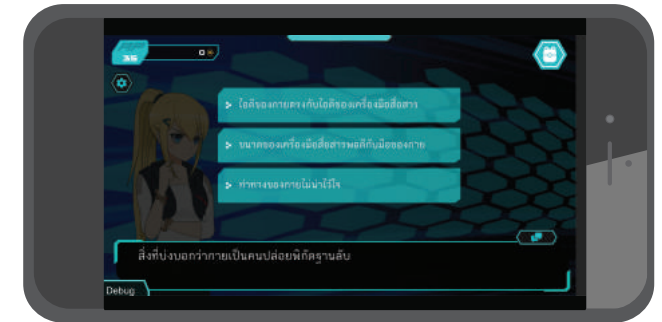 ไอดีของกายตรงกับไอดีของเครื่องมือสื่อสาร
ขนาดของเครื่องมือสื่อสารพอดีกับมือของกาย
ท่าทางของกายไม่น่าไว้ใจ
สิ่งที่บ่งบอกว่ากายเป็นคนปล่อยพิกัดฐานลับ
Debug